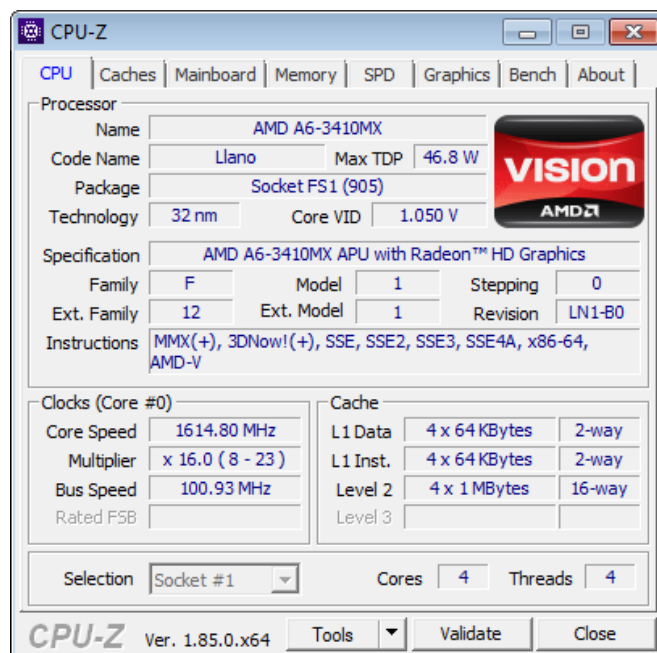 CPU-Z
CPU Caches Mainboard Memory SPD Graphics Bench About
Processor
Name AMD A6-3410MX
Code Name Llano Max TDP 46.8 W
Package Socket FS1 (905)
Technology 32 nm Core VID 1.050 V
VISION
AMD
Specification AMD A6-3410MX APU with Radeon™ HD Graphics
Family F Model 1 Stepping 0
Ext. Family 12 Ext. Model 1 Revision LN1-B0
Instructions MMX(+), 3DNow!(+), SSE, SSE2, SSE3, SSE4A, x86-64,
AMD-V
Clocks (Core #0) Cache
Core Speed 1614.80 MHz L1 Data 4 x 64 KBytes 2-way
Multiplier x 16.0 ( 8 - 23 ) L1 Inst. 4 x 64 KBytes 2-way
Bus Speed 100.93 MHz Level 2 4 x 1 MBytes 16-way
Rated FSB Level 3
Selection Socket #1 Cores 4 Threads 4
CPU-Z Ver. 1.85.0.x64 Tools Validate Close